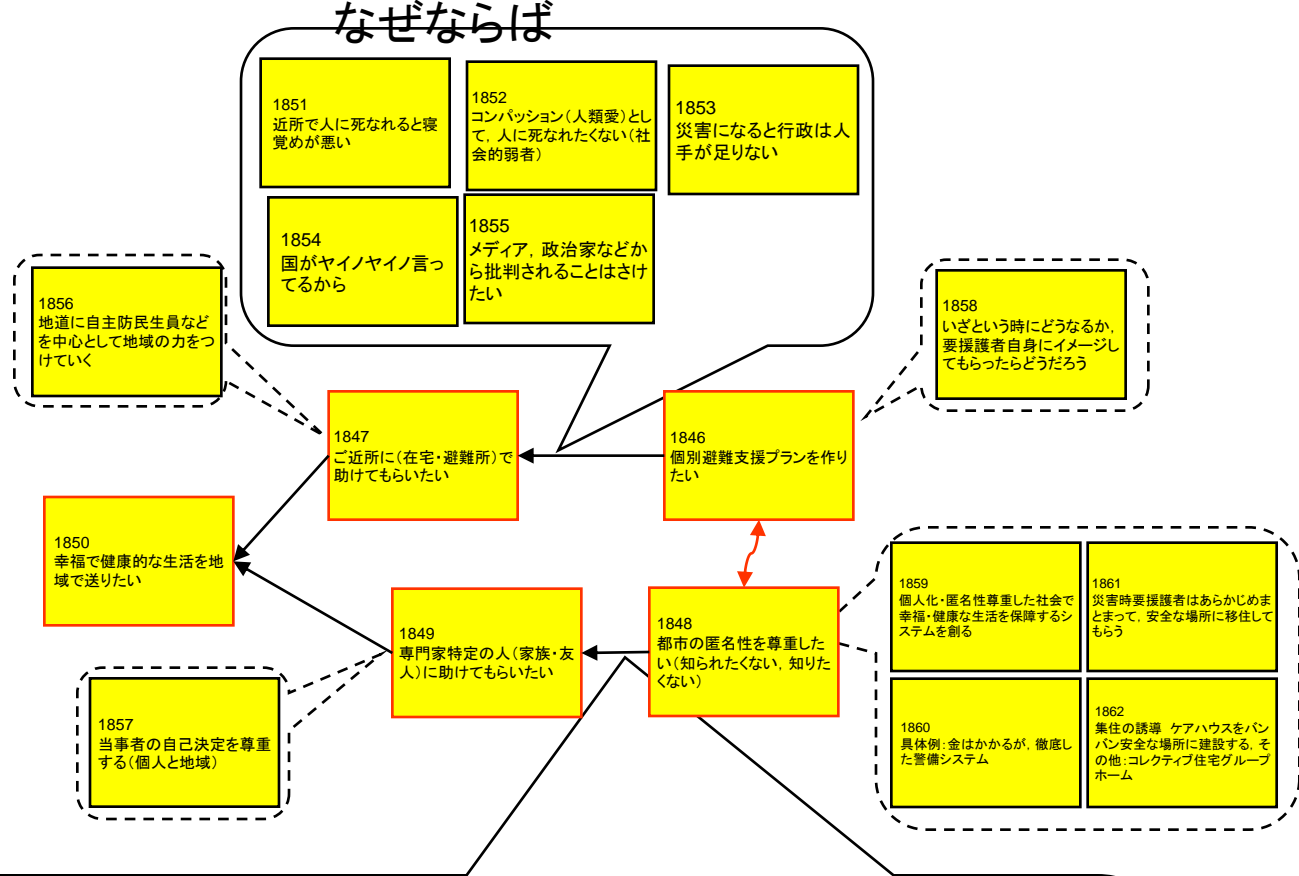 なぜならば
1851
近所で人に死なれると寝
覚めが悪い
1852
コンパッション（人類愛）とし
て，人に死なれたくない（社
会的弱者）
1853
災害になると行政は人
手が足りない
1854
国がヤイノヤイノ言っ
てるから
1855
メディア，政治家などか
ら批判されることはさけ
たい
1856
地道に自主防民生員など
を中心として地域の力をつ
けていく
1858
いざという時にどうなるか，
要援護者自身にイメージし
てもらったらどうだろう
1847
ご近所に（在宅・避難所）で
助けてもらいたい
1846
個別避難支援プランを作り
たい
1850
幸福で健康的な生活を地
域で送りたい
1849
専門家特定の人（家族・友
人）に助けてもらいたい
1848
都市の匿名性を尊重した
い（知られたくない，知りた
くない）
1859
個人化・匿名性尊重した社会で
幸福・健康な生活を保障するシ
ステムを創る
1861
災害時要援護者はあらかじめま
とまって，安全な場所に移住して
もらう
1857
当事者の自己決定を尊重
する（個人と地域）
1860
具体例：金はかかるが，徹底し
た警備システム
1862
集住の誘導 ケアハウスをバン
バン安全な場所に建設する，そ
の他：コレクティブ住宅グループ
ホーム